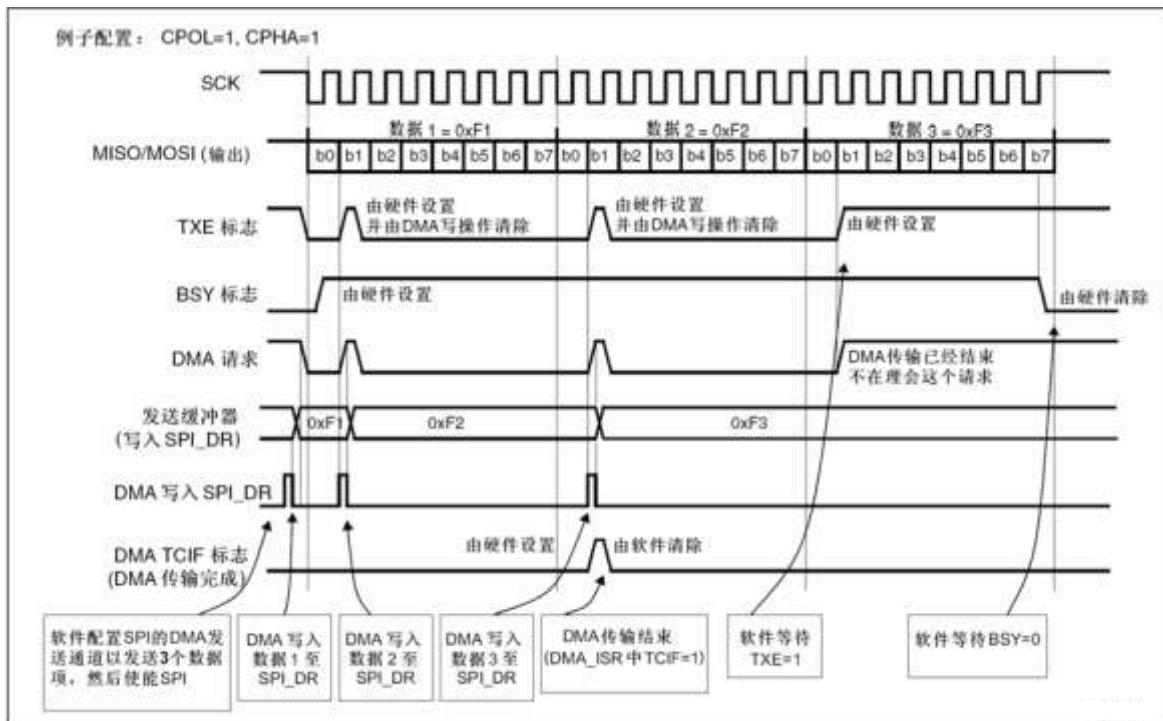 例子配置： CPOL=1, CPHA=1
SCK
数据 1 = 0xF1
数据 2 = 0xF2
数据 3 = 0xF3
MISO/MOSI (输出)
b0 b1 b2 b3 b4 b5 b6 b7 b0 b1 b2 b3 b4 b5 b6 b7 b0 b1 b2 b3 b4 b5 b6 b7
TXE 标志
由硬件设置
并由DMA写操作清除
由硬件设置
并由DMA写操作清除
由硬件设置
BSY 标志
由硬件设置
由硬件清除
DMA 请求
DMA传输已经结束
不在理会这个请求
发送缓冲器
(写入 SPI_DR)
0xF1
0xF2
0xF3
DMA 写入 SPI_DR
DMA TCIF 标志
(DMA 传输完成)
由硬件设置
由软件清除
软件配置SPI的DMA发
送通道以发送3个数据
项，然后使能SPI
DMA 写入
数据1至
SPI_DR
DMA 写入
数据2至
SPI_DR
DMA 写入
数据3至
SPI_DR
DMA传输结束
(DMA_ISR 中TCIF=1)
软件等待
TXE=1
软件等待BSY=0